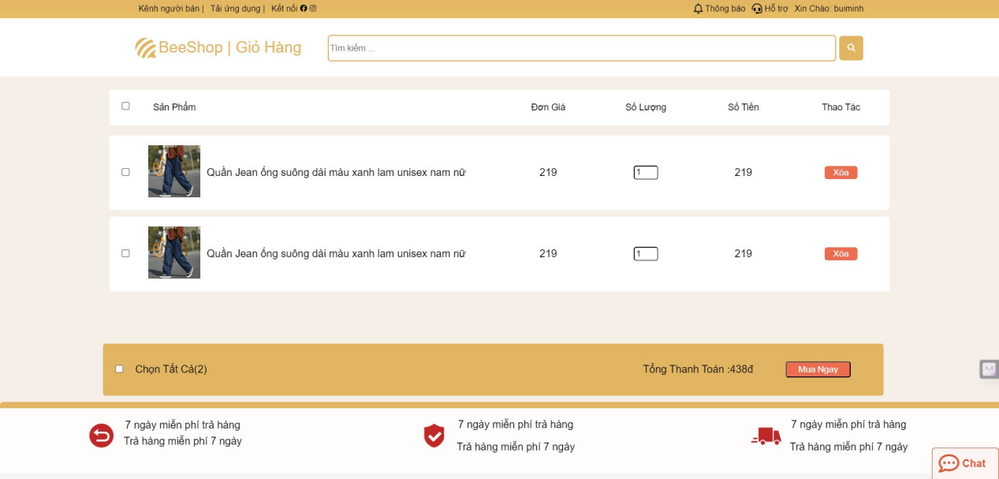 Kênh người bán | Tải ứng dụng | Kết nối
Thông báo Hỗ trợ Xin Chào: buiminh
BeeShop | Giỏ Hàng
Tìm kiếm ...
Sản Phẩm Đơn Giá Số Lượng Số Tiền Thao Tác
Quần Jean ống suông dài màu xanh lam unisex nam nữ 219 1 219 Xóa
Quần Jean ống suông dài màu xanh lam unisex nam nữ 219 1 219 Xóa
Chọn Tất Cả(2) Tổng Thanh Toán :438đ Mua Ngay
7 ngày miễn phí trả hàng
Trả hàng miễn phí 7 ngày
7 ngày miễn phí trả hàng
Trả hàng miễn phí 7 ngày
7 ngày miễn phí trả hàng
Trả hàng miễn phí 7 ngày
Chat